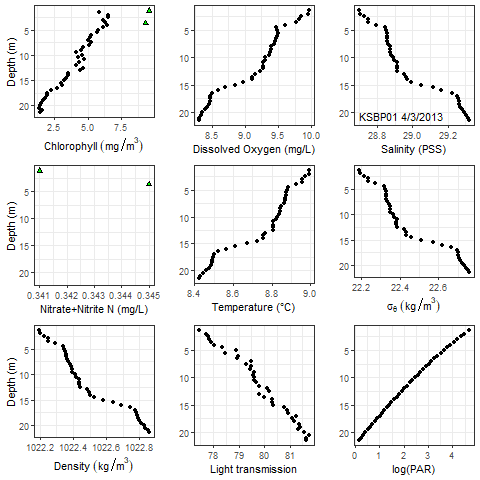 Depth (m)
5
10
15
20
2.5 5.0 7.5
Chlorophyll (mg/m³)
5
10
15
20
8.5 9.0 9.5 10.0
Dissolved Oxygen (mg/L)
5
10
15
20
KSBP01 4/3/2013
28.8 29.0 29.2
Salinity (PSS)
Depth (m)
5
10
15
20
0.341 0.342 0.343 0.344 0.345
Nitrate+Nitrite N (mg/L)
5
10
15
20
8.4 8.6 8.8 9.0
Temperature (°C)
5
10
15
20
22.2 22.4 22.6
σθ (kg/m³)
Depth (m)
5
10
15
20
1022.2 1022.4 1022.6 1022.8
Density (kg/m³)
5
10
15
20
78 79 80 81
Light transmission
5
10
15
20
0 1 2 3 4
log(PAR)